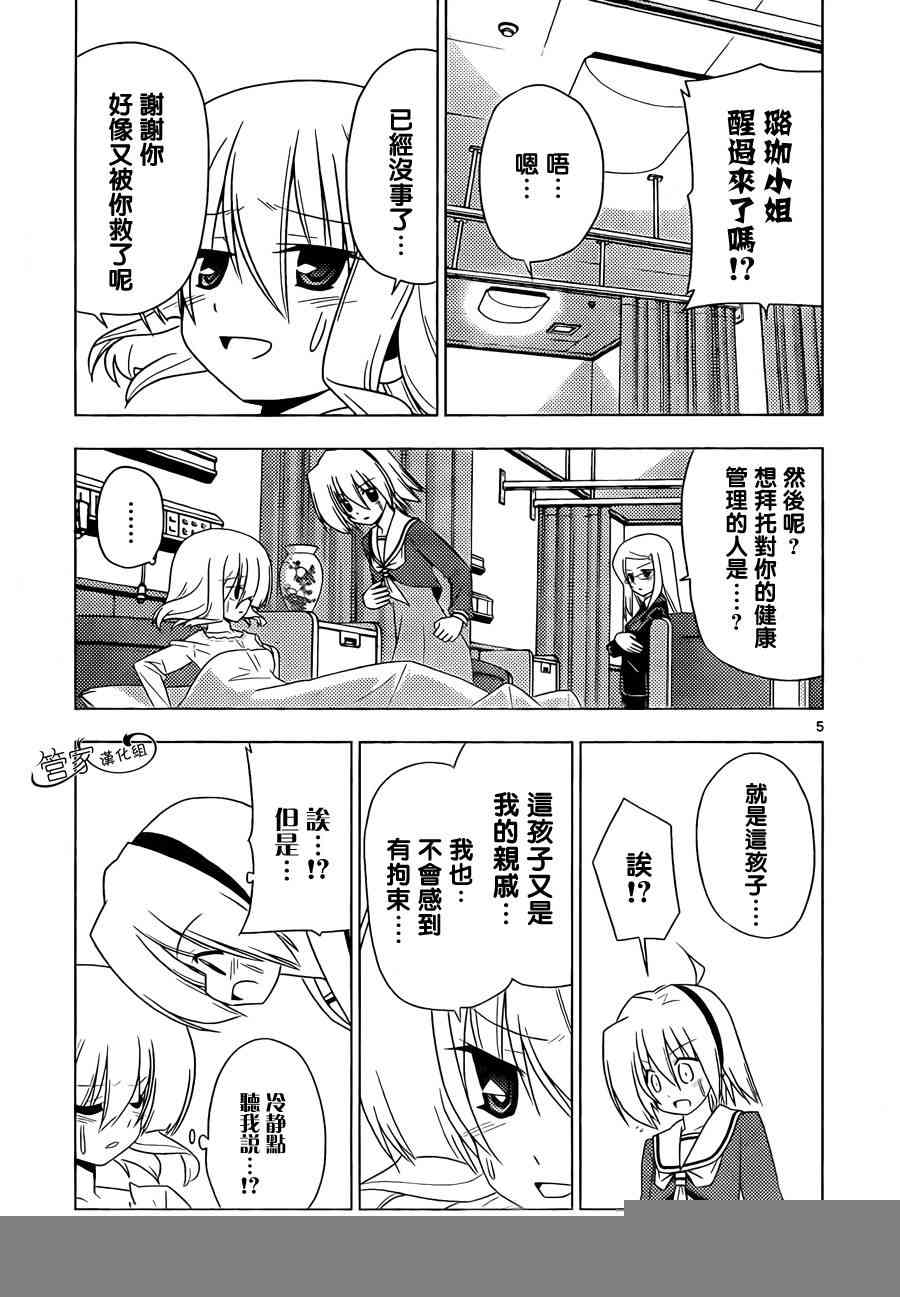 璐珈小姐
醒過來了嗎!?
唔…
嗯…
已經沒事了…
謝謝你
好像又被你救了呢
然後呢?
想拜托對你的健康
管理的人是……?
……
5
就是這孩子…
誒!?
這孩子又是
我的親戚…
我也…
不會感到
有拘束……
誒…!?
但是…
冷静點
聽我說…!?
管家
漢化組